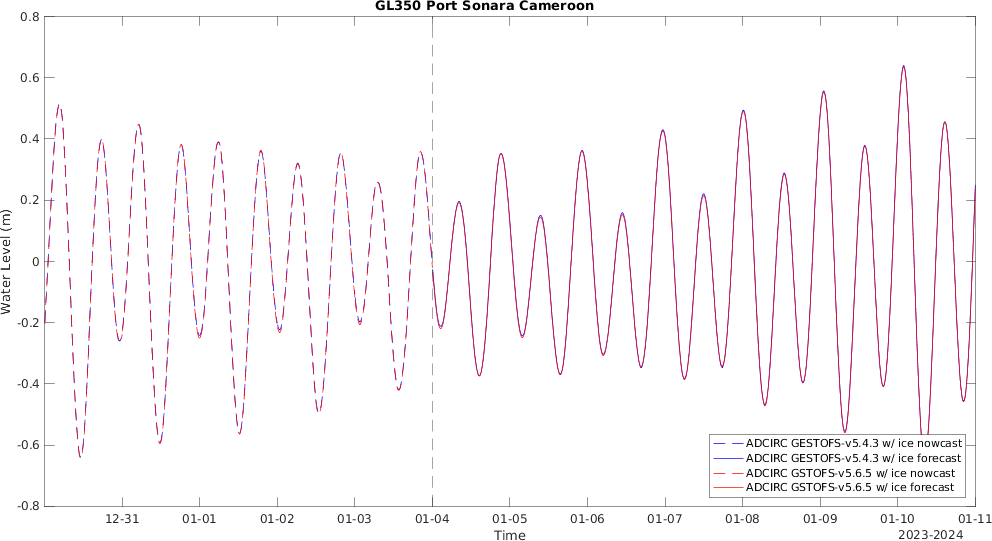 GL350 Port Sonara Cameroon
0.8
0.6
0.4
0.2
0
-0.2
-0.4
-0.6
-0.8
Water Level (m)
ADCIRC GESTOFS-v5.4.3 w/ ice nowcast
ADCIRC GESTOFS-v5.4.3 w/ ice forecast
ADCIRC GSTOFS-v5.6.5 w/ ice nowcast
ADCIRC GSTOFS-v5.6.5 w/ ice forecast
12-31 01-01 01-02 01-03 01-04 01-05 01-06 01-07 01-08 01-09 01-10 01-11
Time
2023-2024